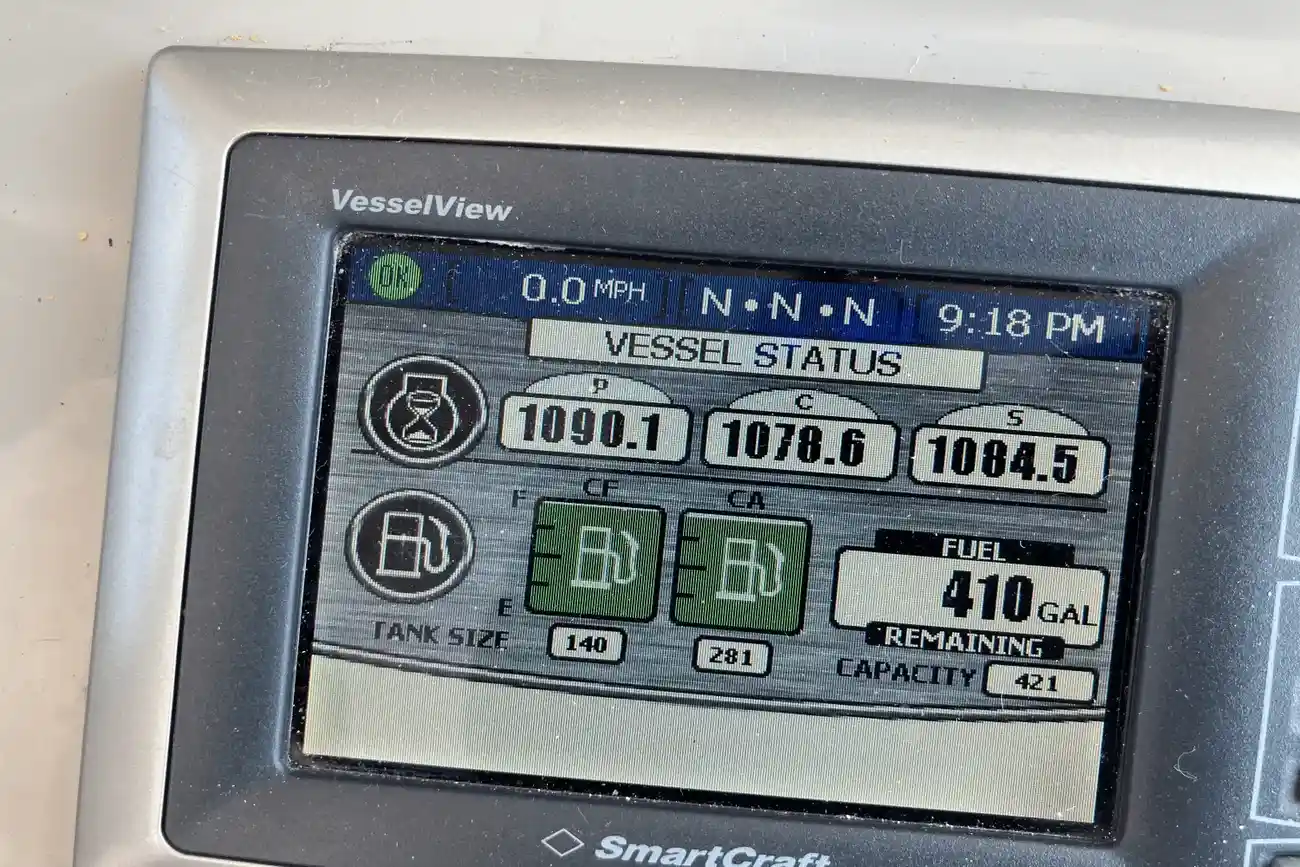 VesselView
ON 0.0 MPH N•N•N 9:18 PM
VESSEL STATUS
P C S
1090.1 1078.6 1084.5
CF CA
F
FUEL
410 GAL
E
REMAINING
TANK SIZE 140 281 CAPACITY 421
SmartCraft